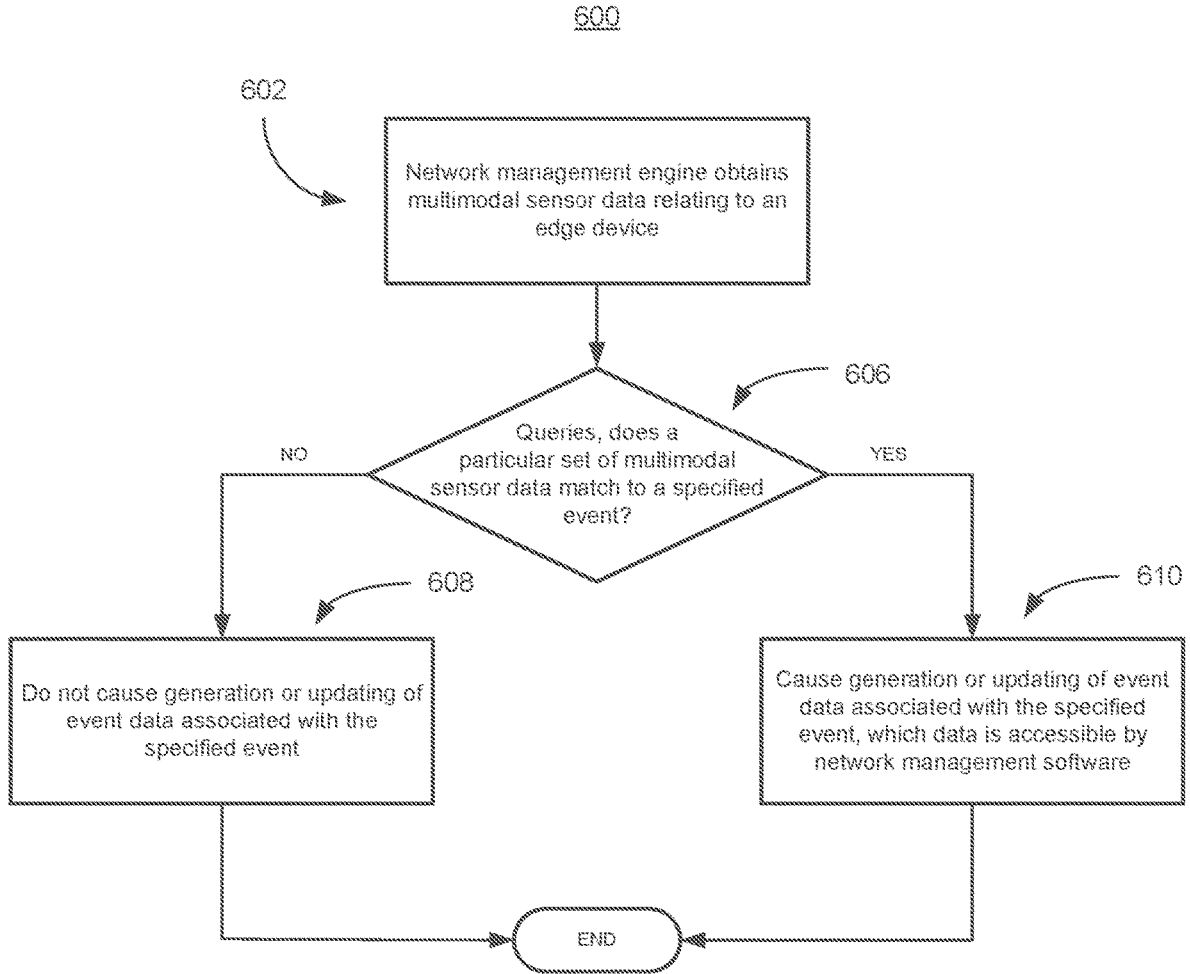 600
602
Network management engine obtains
multimodal sensor data relating to an
edge device
606
Queries, does a
particular set of multimodal
sensor data match to a specified
event?
NO
YES
608
610
Do not cause generation or updating of
event data associated with the
specified event
Cause generation or updating of event
data associated with the specified
event, which data is accessible by
network management software
END